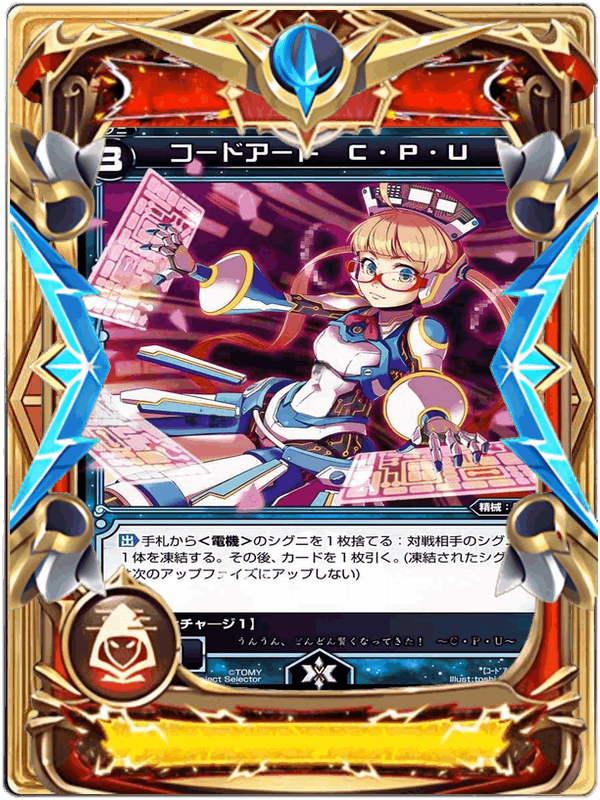 3
コードアート C・P・U
精械：
出 手札から＜電機＞のシグニを１枚捨てる：対戦相手のシグ
１体を凍結する。その後、カードを１枚引く。(凍結されたシグ
次のアップフェイズにアップしない)
チャージ１】
うんうん、どんどん賢くなってきた！ ～C・P・U～
©TOMY
ject Selector
Illust:toshi